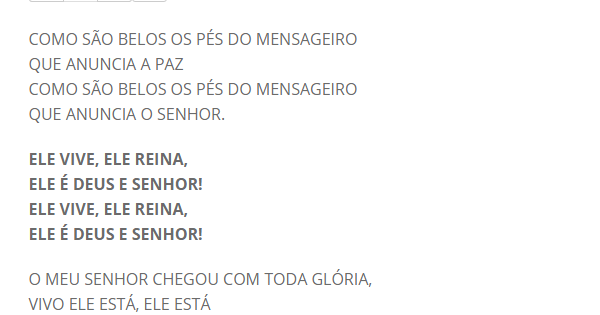 COMO SÃO BELOS OS PÉS DO MENSAGEIRO
QUE ANUNCIA A PAZ
COMO SÃO BELOS OS PÉS DO MENSAGEIRO
QUE ANUNCIA O SENHOR.
ELE VIVE, ELE REINA,
ELE É DEUS E SENHOR!
ELE VIVE, ELE REINA,
ELE É DEUS E SENHOR!
O MEU SENHOR CHEGOU COM TODA GLÓRIA,
VIVO ELE ESTÁ, ELE ESTÁ